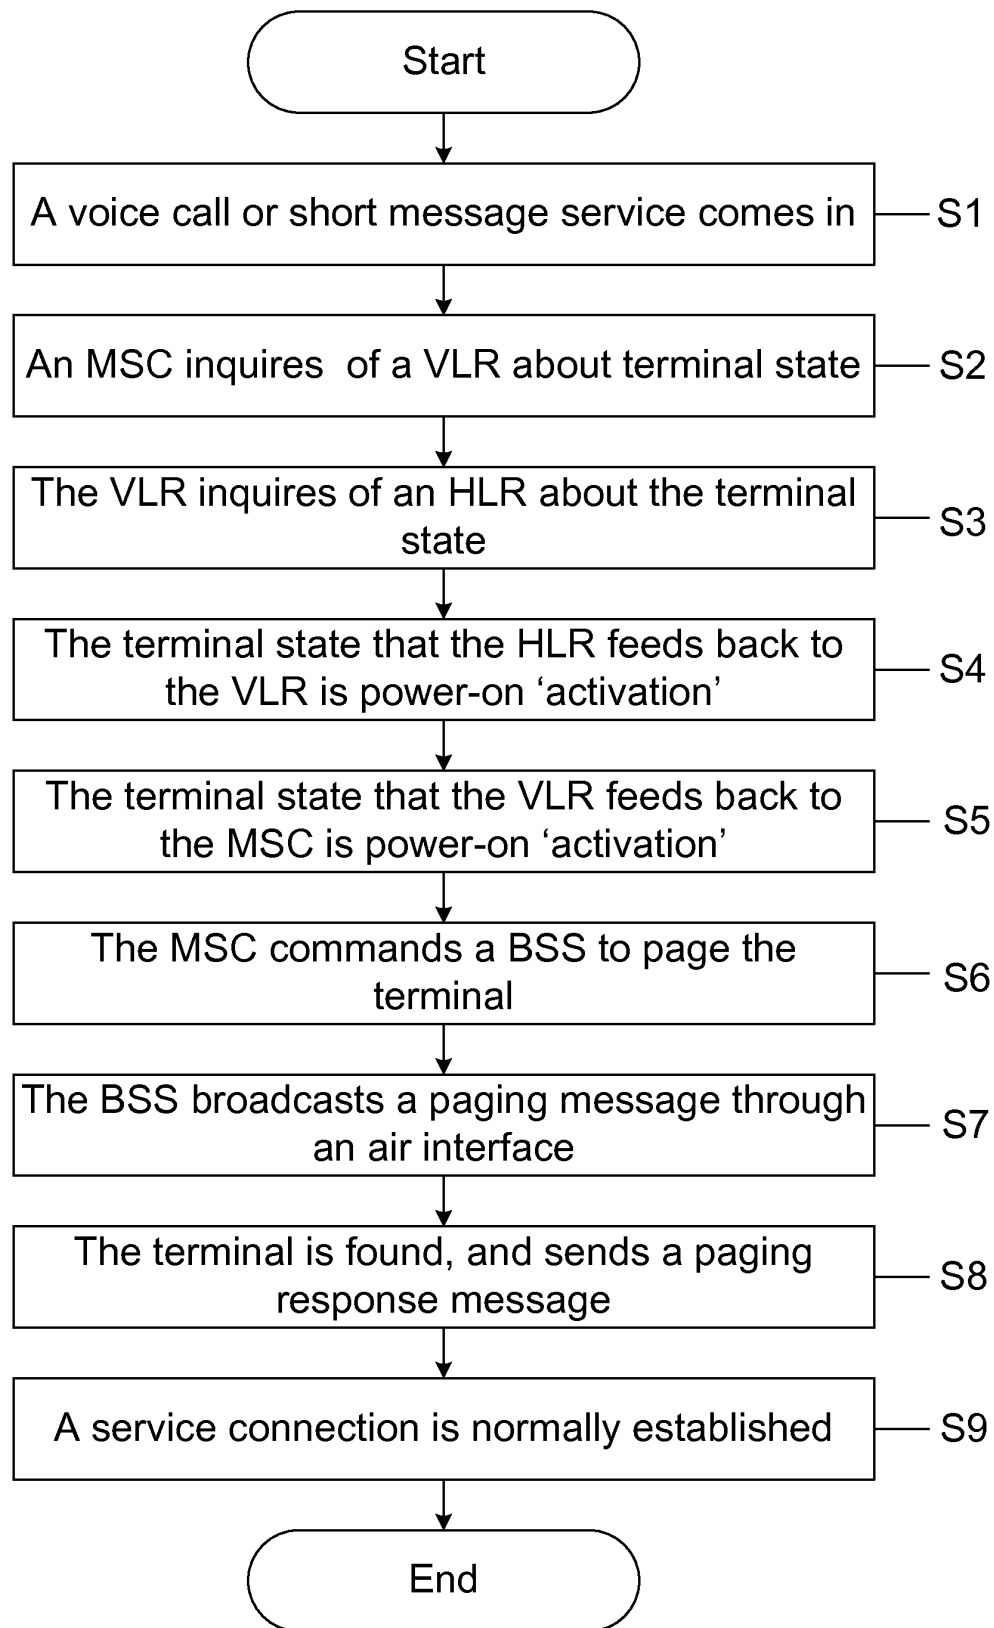 Start
A voice call or short message service comes in
S1
An MSC inquires  of a VLR about terminal state
S2
The VLR inquires of an HLR about the terminal
state
S3
The terminal state that the HLR feeds back to
the VLR is power-on ‘activation’
S4
The terminal state that the VLR feeds back to
the MSC is power-on ‘activation’
S5
The MSC commands a BSS to page the
terminal
S6
The BSS broadcasts a paging message through
an air interface
S7
The terminal is found, and sends a paging
response message
S8
A service connection is normally established
S9
End